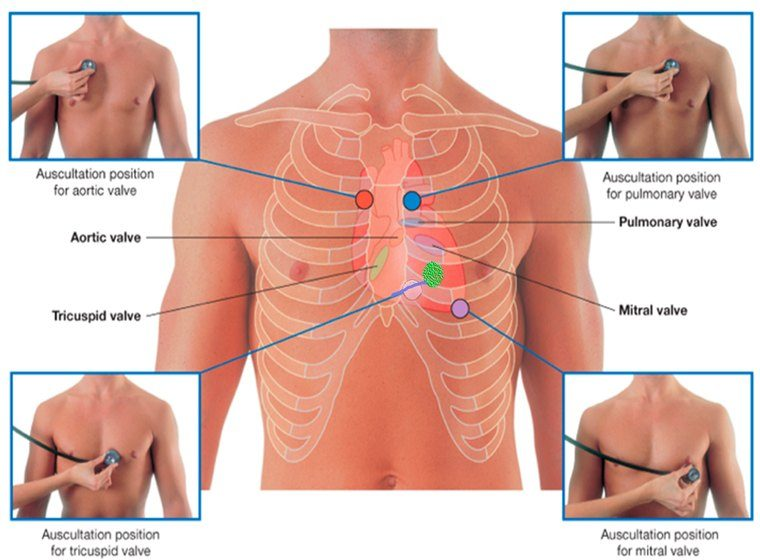 Auscultation position
for aortic valve
Auscultation position
for pulmonary valve
Pulmonary valve
Aortic valve
Tricuspid valve
Mitral valve
Auscultation position
for tricuspid valve
Auscultation position
for mitral valve